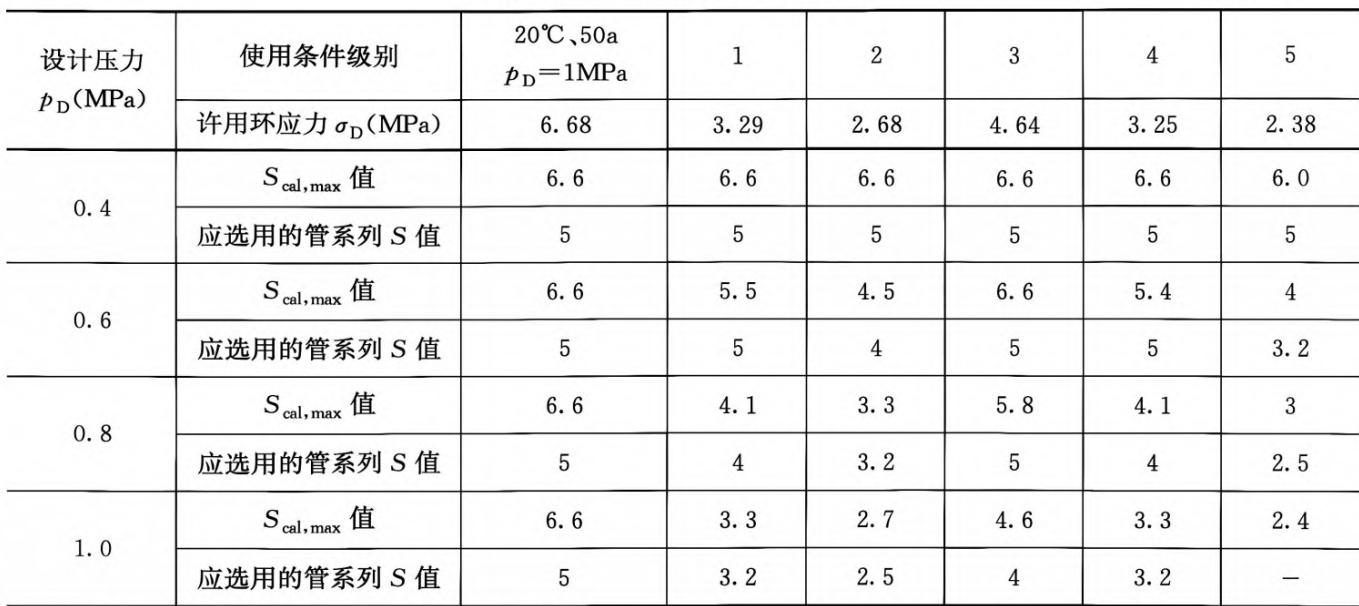 设计压力 pD(MPa) 使用条件级别 20℃、50a pD=1MPa 1 2 3 4 5
许用环应力 σD(MPa) 6.68 3.29 2.68 4.64 3.25 2.38
0.4 Scal,max 值 6.6 6.6 6.6 6.6 6.6 6.0
应选用的管系列 S 值 5 5 5 5 5 5
0.6 Scal,max 值 6.6 5.5 4.5 6.6 5.4 4
应选用的管系列 S 值 5 5 4 5 5 3.2
0.8 Scal,max 值 6.6 4.1 3.3 5.8 4.1 3
应选用的管系列 S 值 5 4 3.2 5 4 2.5
1.0 Scal,max 值 6.6 3.3 2.7 4.6 3.3 2.4
应选用的管系列 S 值 5 3.2 2.5 4 3.2 —